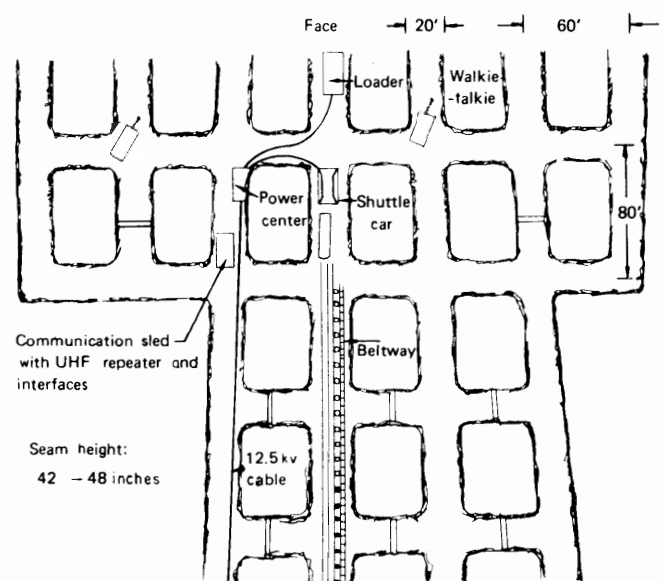 Face
20'
60'
Loader
Walkie
-talkie
Power
center
Shuttle
car
80'
Communication sled
with UHF repeater and
interfaces
Beltway
Seam height:
42 – 48 inches
12.5 kv
cable